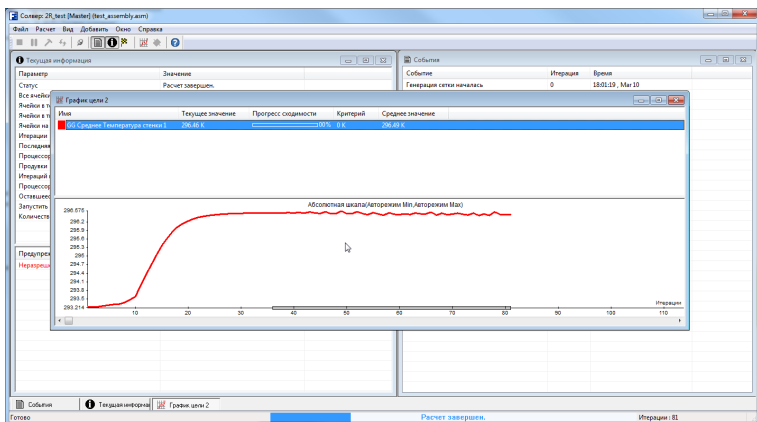 Солвер: 2R_test [Master] (test_assembly.asm)
Файл Расчет Вид Добавить Окно Справка
Текущая информация
Параметр Значение
Статус Расчет завершен.
Все ячейки
Ячейки в
Ячейки в
Ячейки на
Итерации
Последняя
Процессор
Продувки
Итераций
Процессор
Оставшеес
Запустить
Количеств
Предупреж
Неразреш
События
Событие Итерация Время
Генерация сетки началась 0 18:01:19 , Mar 10
График цели 2
Имя Текущее значение Прогресс сходимости Критерий Среднее значение
GG Среднее Температура стенки 1 296.46 K 100% 0 K 296.49 K
Абсолютная шкала(Авторежим Min,Авторежим Max)
296.575
296.2
295.9
295.6
295.3
295
294.7
294.4
294.1
293.8
293.5
293.214
Итерации
10 20 30 40 50 60 70 80 90 100 110
События Текущая информац График цели 2
Готово Расчет завершен. Итерации : 81